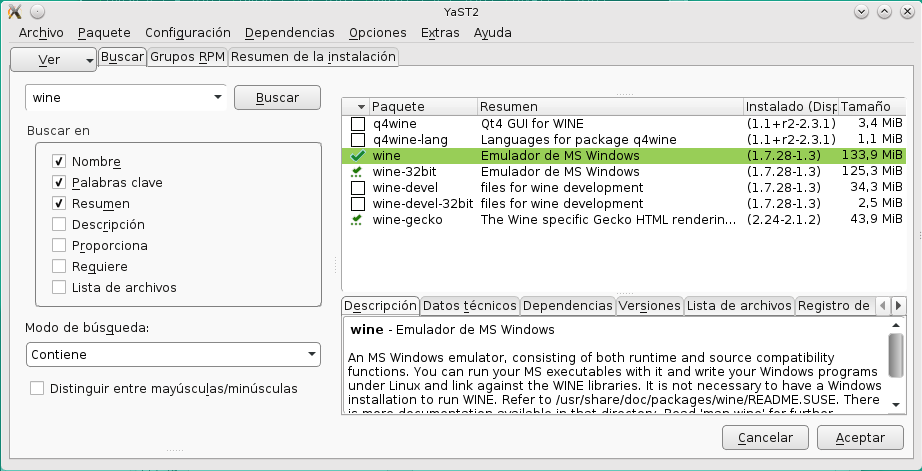 YaST2
Archivo Paquete Configuración Dependencias Opciones Extras Ayuda
Ver Buscar Grupos RPM Resumen de la instalación
wine Buscar
Buscar en
Nombre
Palabras clave
Resumen
Descripción
Proporciona
Requiere
Lista de archivos
Modo de búsqueda:
Contiene
Distinguir entre mayúsculas/minúsculas
Paquete Resumen Instalado (Disp Tamaño
q4wine Qt4 GUI for WINE (1.1+r2-2.3.1) 3,4 MiB
q4wine-lang Languages for package q4wine (1.1+r2-2.3.1) 1,1 MiB
wine Emulador de MS Windows (1.7.28-1.3) 133,9 MiB
wine-32bit Emulador de MS Windows (1.7.28-1.3) 125,3 MiB
wine-devel files for wine development (1.7.28-1.3) 34,3 MiB
wine-devel-32bit files for wine development (1.7.28-1.3) 2,5 MiB
wine-gecko The Wine specific Gecko HTML renderin... (2.24-2.1.2) 43,9 MiB
Descripción Datos técnicos Dependencias Versiones Lista de archivos Registro de
wine - Emulador de MS Windows
An MS Windows emulator, consisting of both runtime and source compatibility
functions. You can run your MS executables with it and write your Windows programs
under Linux and link against the WINE libraries. It is not necessary to have a Windows
installation to run WINE. Refer to /usr/share/doc/packages/wine/README.SUSE. There
is more documentation available in that directory. Read 'man wine' for further
Cancelar Aceptar